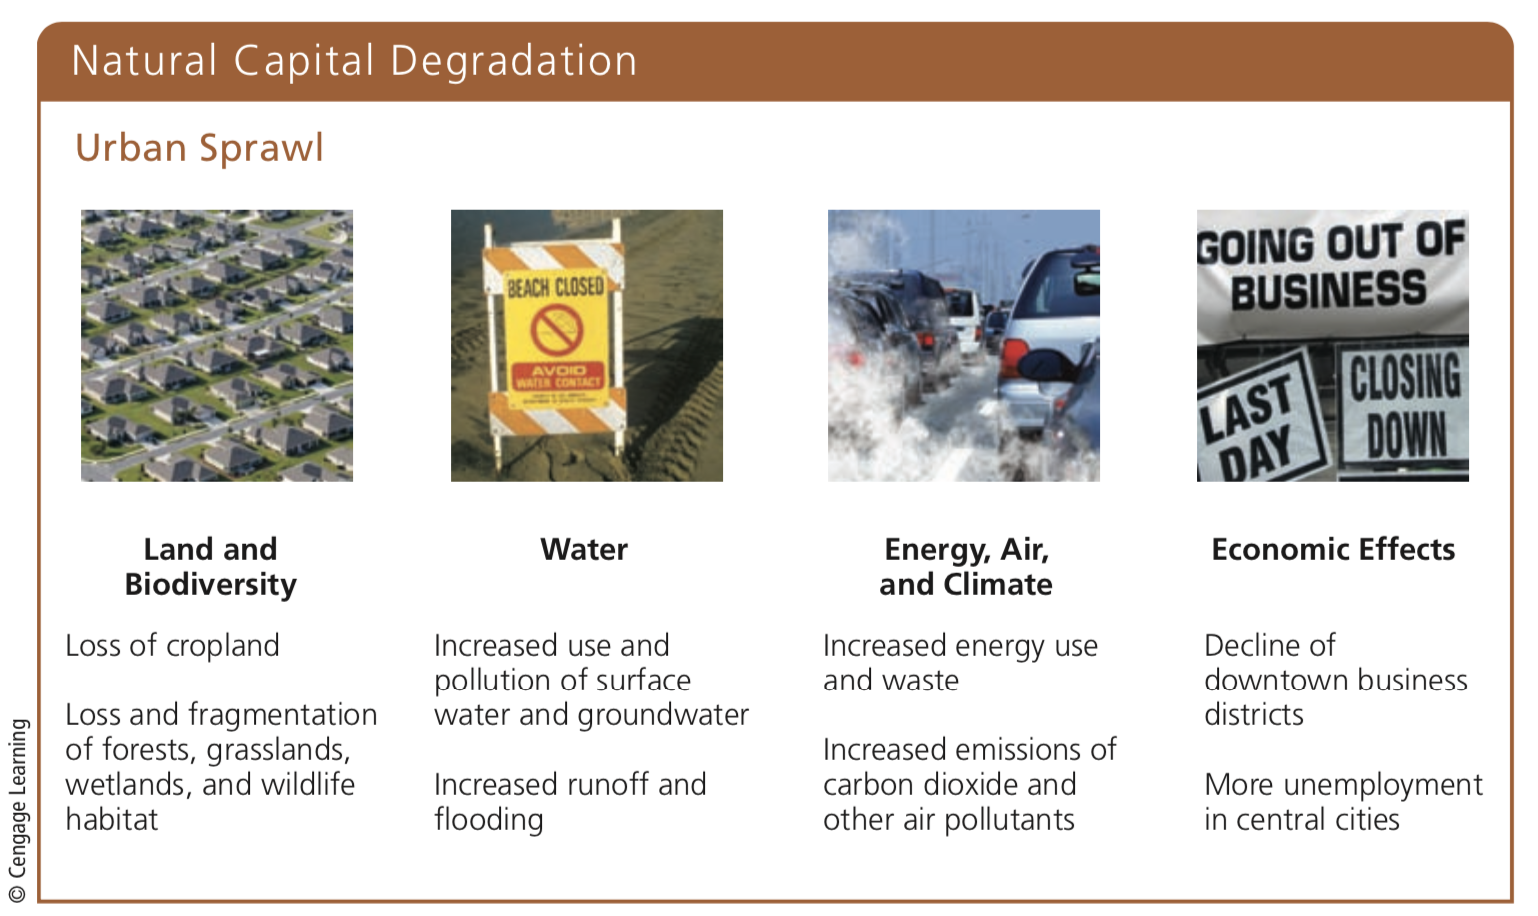 Natural Capital Degradation
Urban Sprawl
BEACH CLOSED
AVOID
WATER CONTACT
GOING OUT OF
BUSINESS
LAST
DAY
CLOSING
DOWN
Land and
Biodiversity
Loss of cropland
Loss and fragmentation
of forests, grasslands,
wetlands, and wildlife
habitat
Water
Increased use and
pollution of surface
water and groundwater
Increased runoff and
flooding
Energy, Air,
and Climate
Increased energy use
and waste
Increased emissions of
carbon dioxide and
other air pollutants
Economic Effects
Decline of
downtown business
districts
More unemployment
in central cities
© Cengage Learning